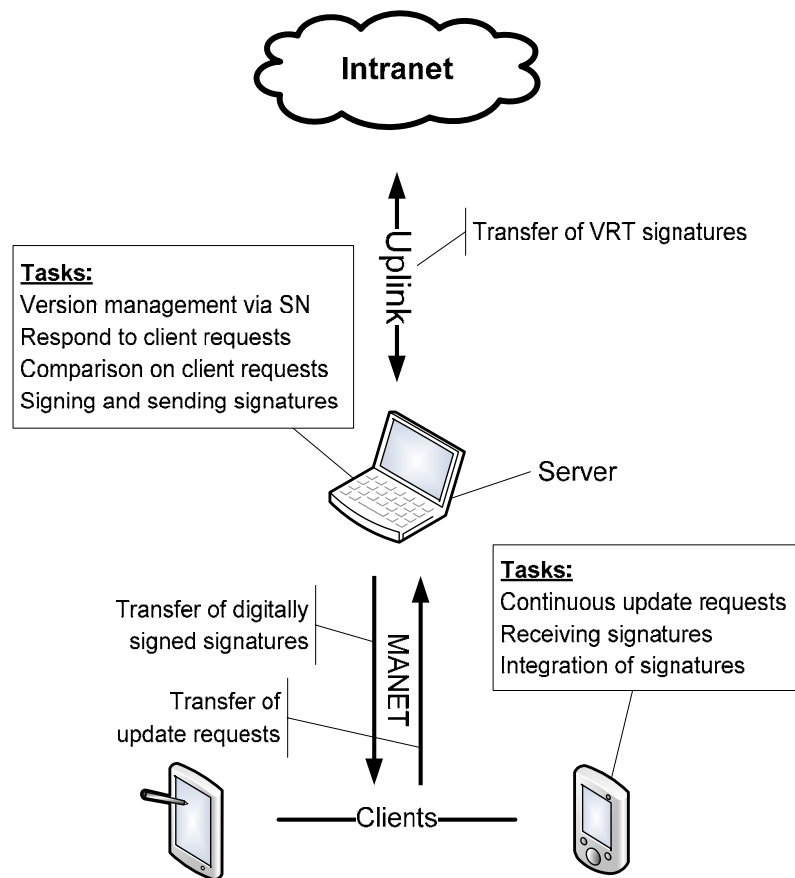 Intranet
Uplink
Transfer of VRT signatures
Tasks:
Version management via SN
Respond to client requests
Comparison on client requests
Signing and sending signatures
Server
Tasks:
Continuous update requests
Receiving signatures
Integration of signatures
Transfer of digitally
signed signatures
MANET
Transfer of
update requests
Clients